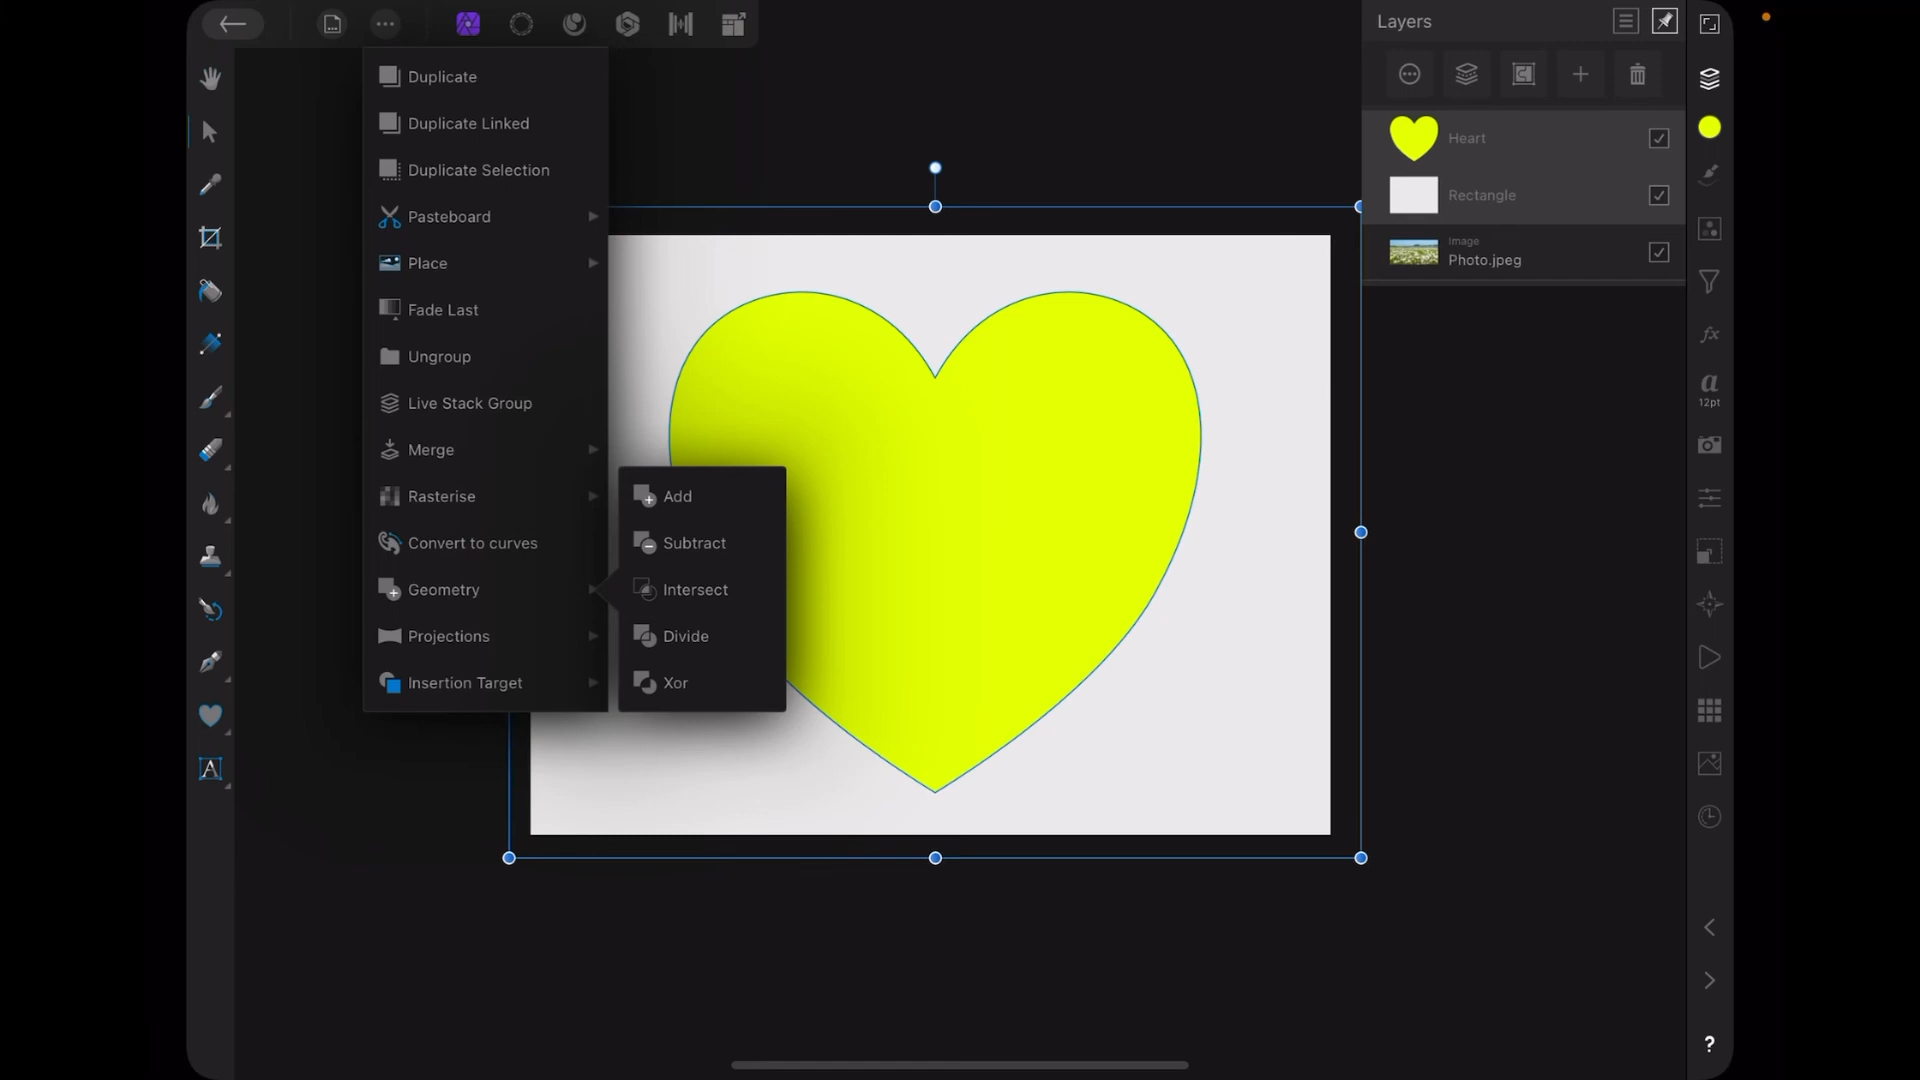 Layers
Duplicate
Duplicate Linked
Duplicate Selection
Pasteboard
Place
Fade Last
Ungroup
Live Stack Group
Merge
Rasterise
Convert to curves
Geometry
Projections
Insertion Target
Add
Subtract
Intersect
Divide
Xor
Heart
Rectangle
Image
Photo.jpeg
A
a
12pt
fx
?